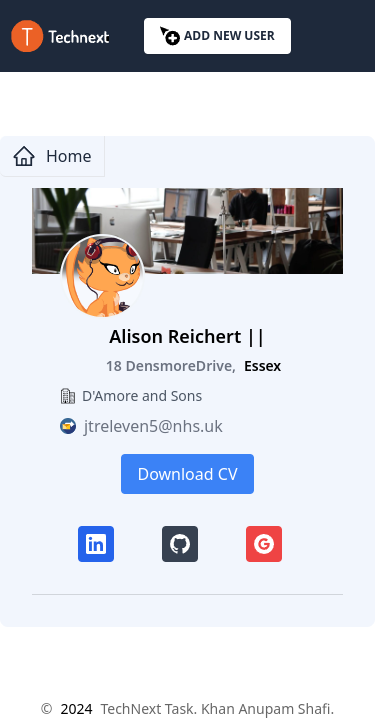 T Technext
ADD NEW USER
Home
Alison Reichert ||
18 DensmoreDrive, Essex
D'Amore and Sons
jtreleven5@nhs.uk
Download CV
in
G
© 2024 TechNext Task. Khan Anupam Shafi.